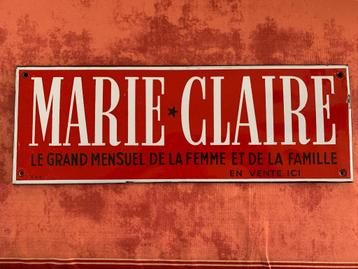 MARIE ★ CLAIRE
LE GRAND MENSUEL DE LA FEMME ET DE LA FAMILLE
EN VENTE ICI